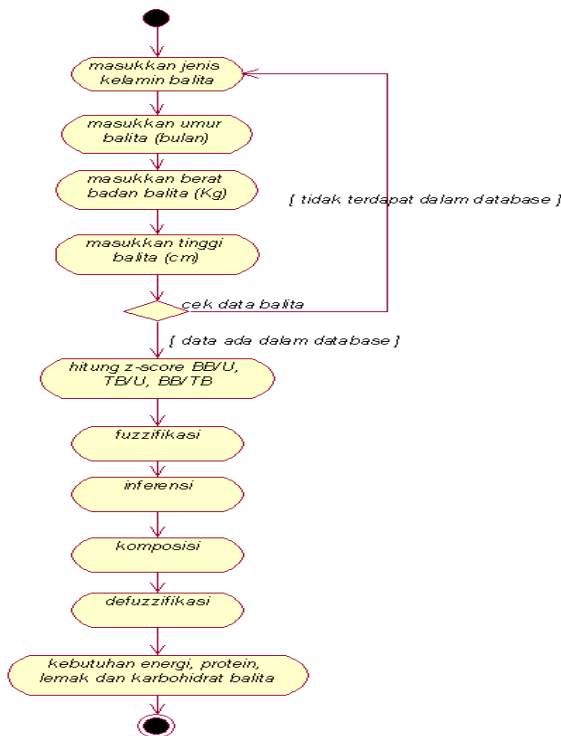 masukkan jenis
kelamin balita
masukkan umur
balita (bulan)
masukkan berat
badan balita (Kg)
[ tidak terdapat dalam database ]
masukkan tinggi
balita (cm)
cek data balita
[ data ada dalam database ]
hitung z-score BB/U,
TB/U, BB/TB
fuzzifikasi
inferensi
komposisi
defuzzifikasi
kebutuhan energi, protein,
lemak dan karbohidrat balita